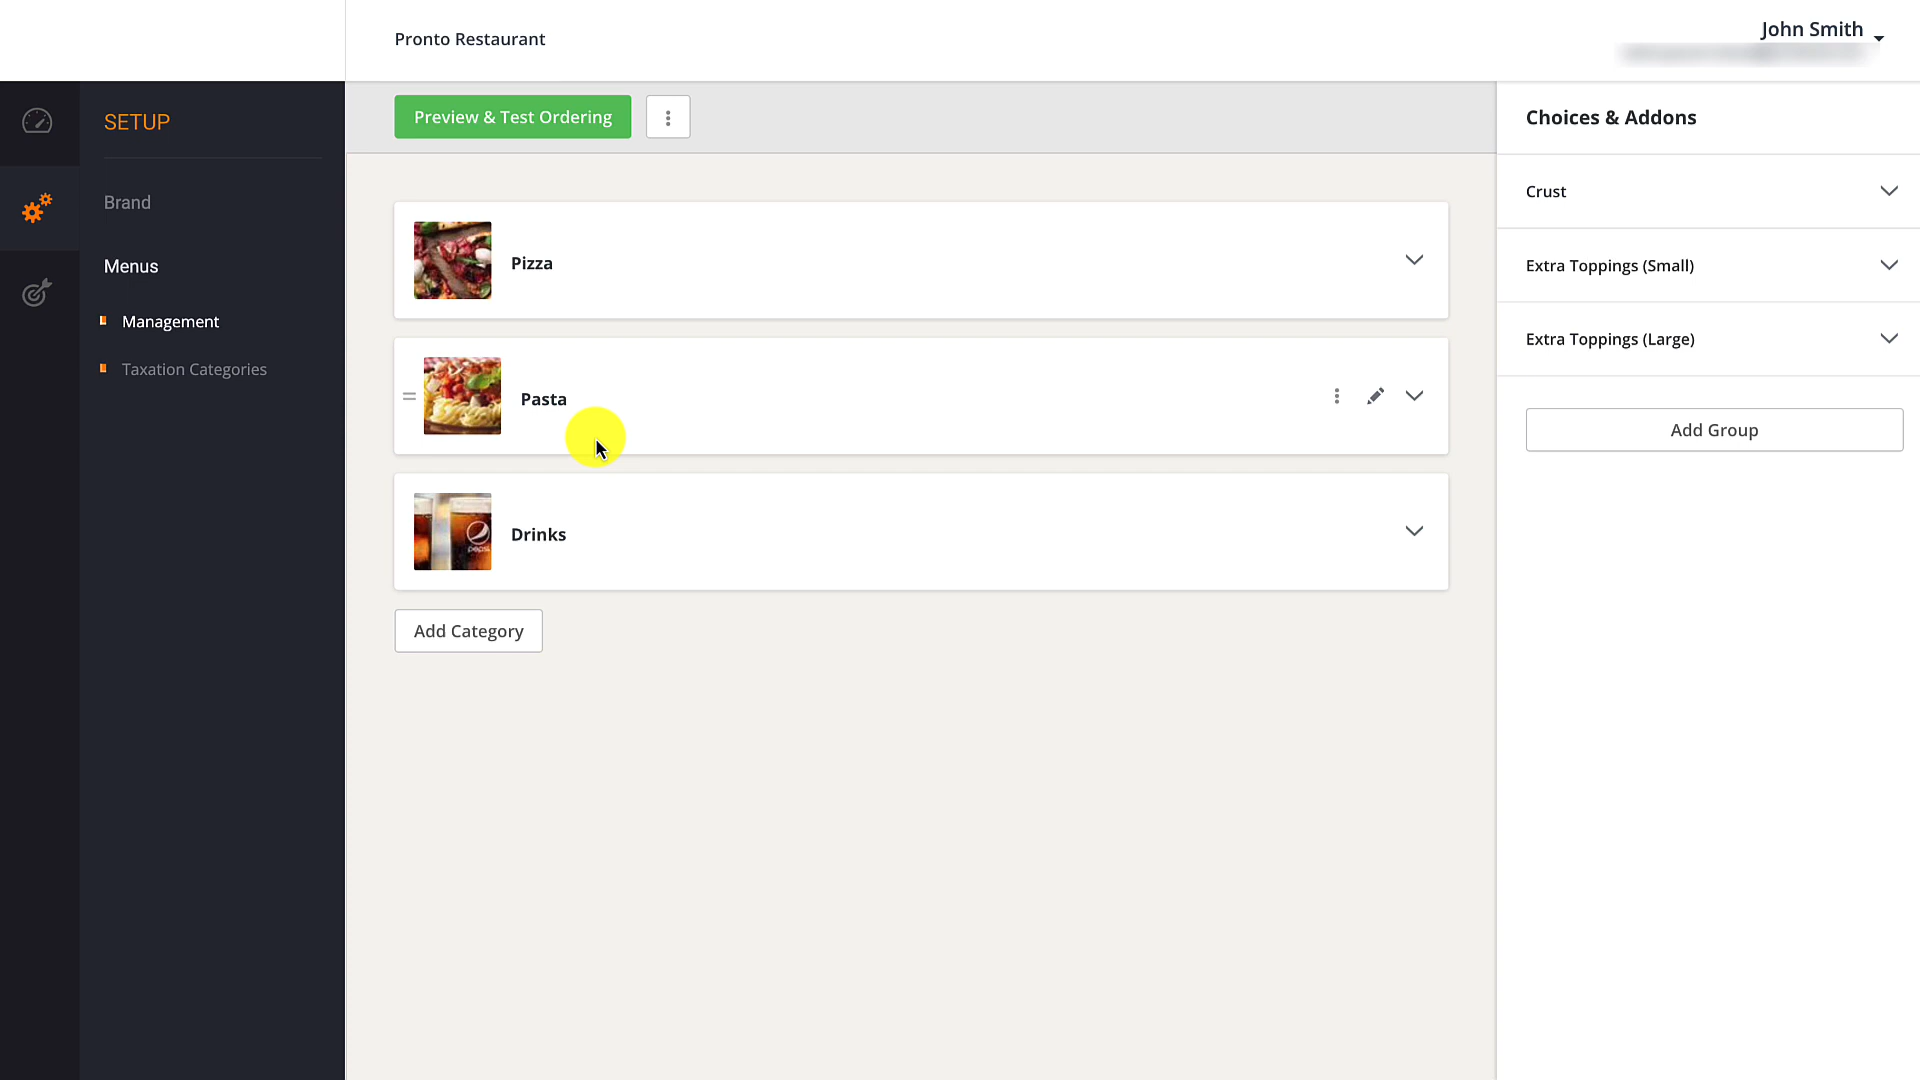 Pronto Restaurant
John Smith
SETUP
Brand
Menus
Management
Taxation Categories
Preview & Test Ordering
Pizza
Pasta
Drinks
pepsi
Add Category
Choices & Addons
Crust
Extra Toppings (Small)
Extra Toppings (Large)
Add Group